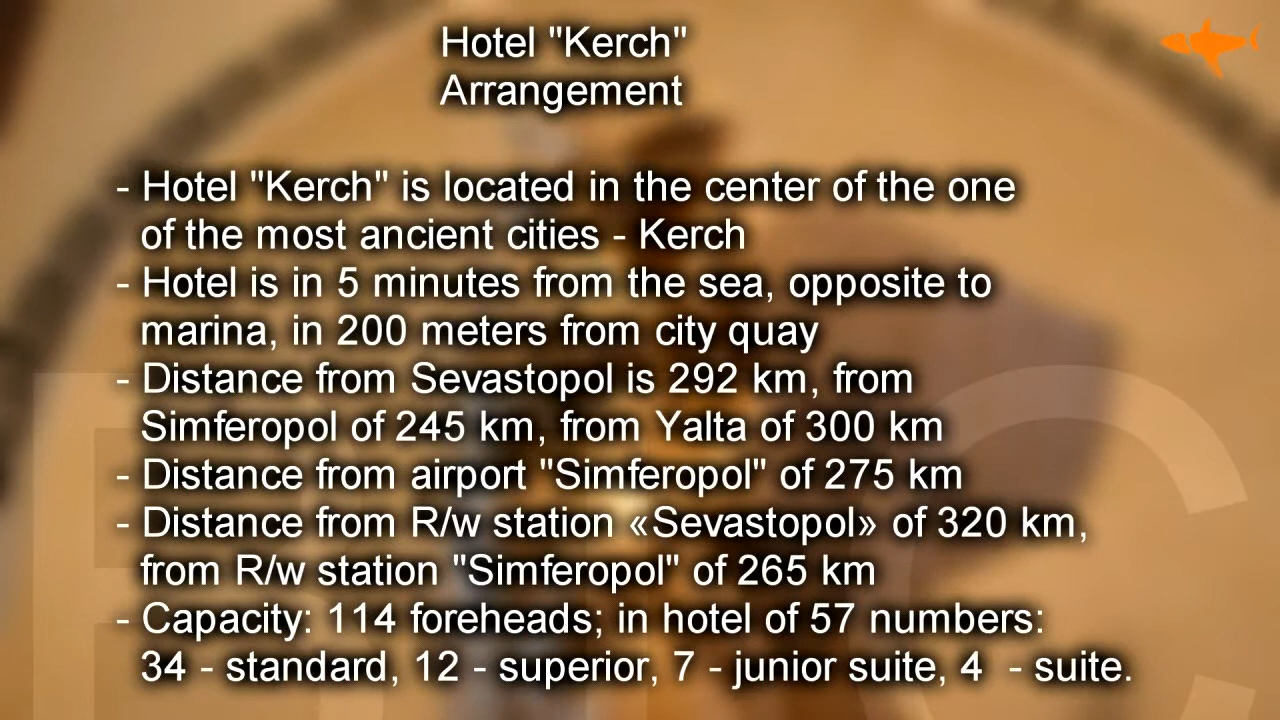 Hotel "Kerch"
Arrangement
- Hotel "Kerch" is located in the center of the one
of the most ancient cities - Kerch
- Hotel is in 5 minutes from the sea, opposite to
marina, in 200 meters from city quay
- Distance from Sevastopol is 292 km, from
Simferopol of 245 km, from Yalta of 300 km
- Distance from airport "Simferopol" of 275 km
- Distance from R/w station «Sevastopol» of 320 km,
from R/w station "Simferopol" of 265 km
- Capacity: 114 foreheads; in hotel of 57 numbers:
34 - standard, 12 - superior, 7 - junior suite, 4 - suite.